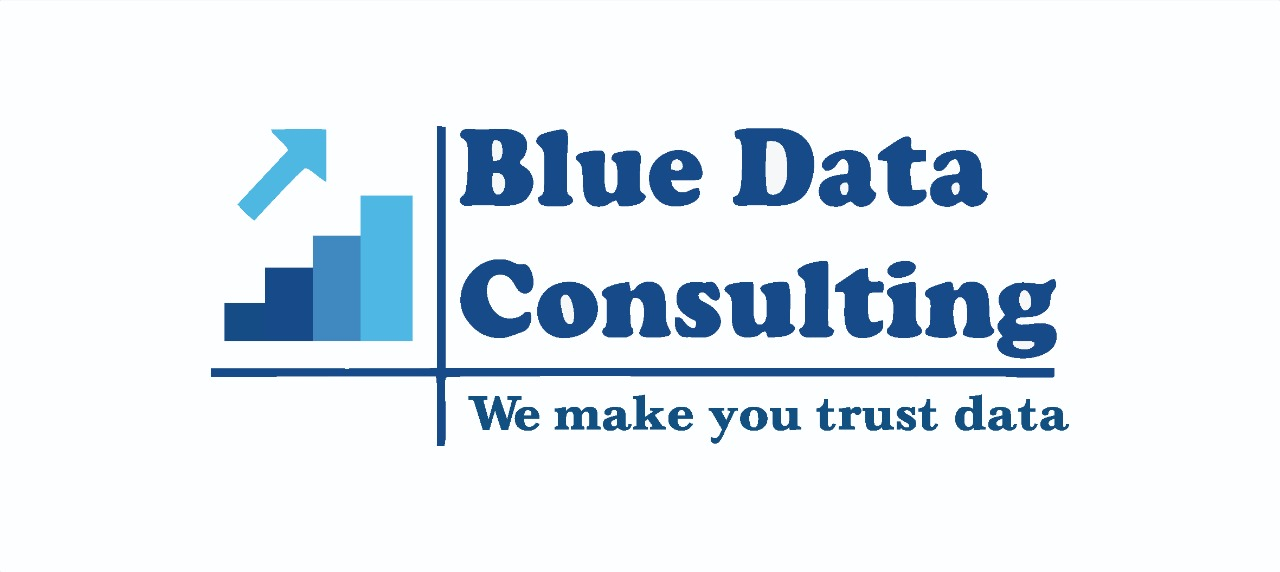 Blue Data
Consulting
We make you trust data